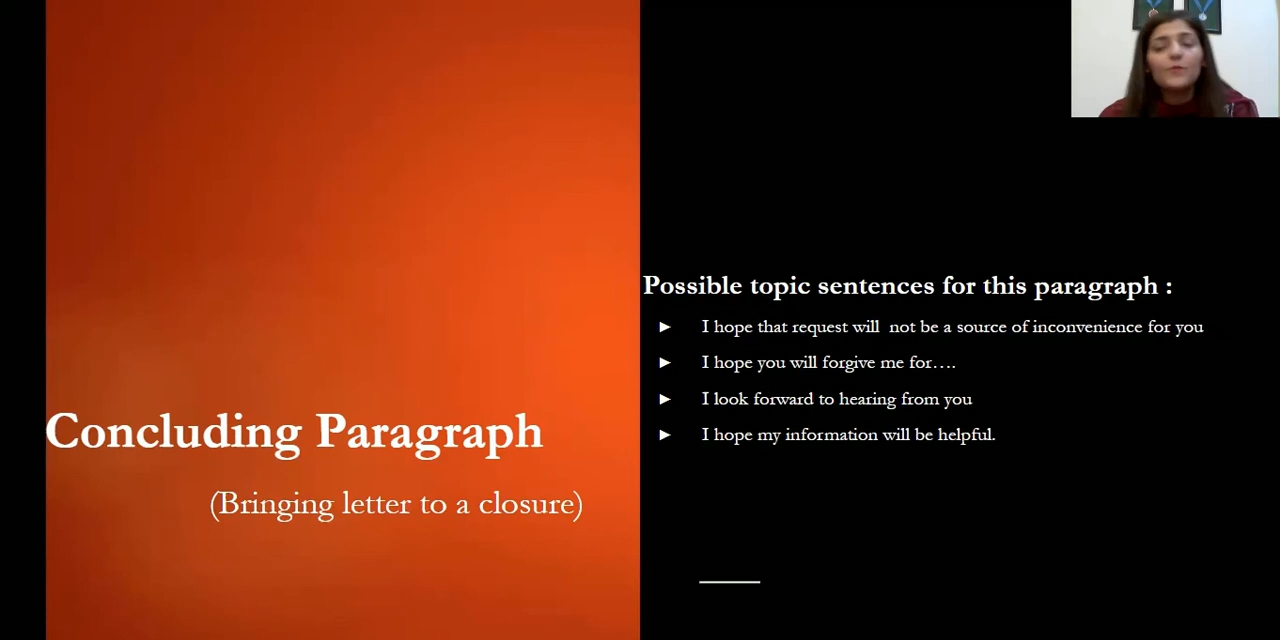 Concluding Paragraph
(Bringing letter to a closure)
Possible topic sentences for this paragraph :
► I hope that request will  not be a source of inconvenience for you
► I hope you will forgive me for….
► I look forward to hearing from you
► I hope my information will be helpful.